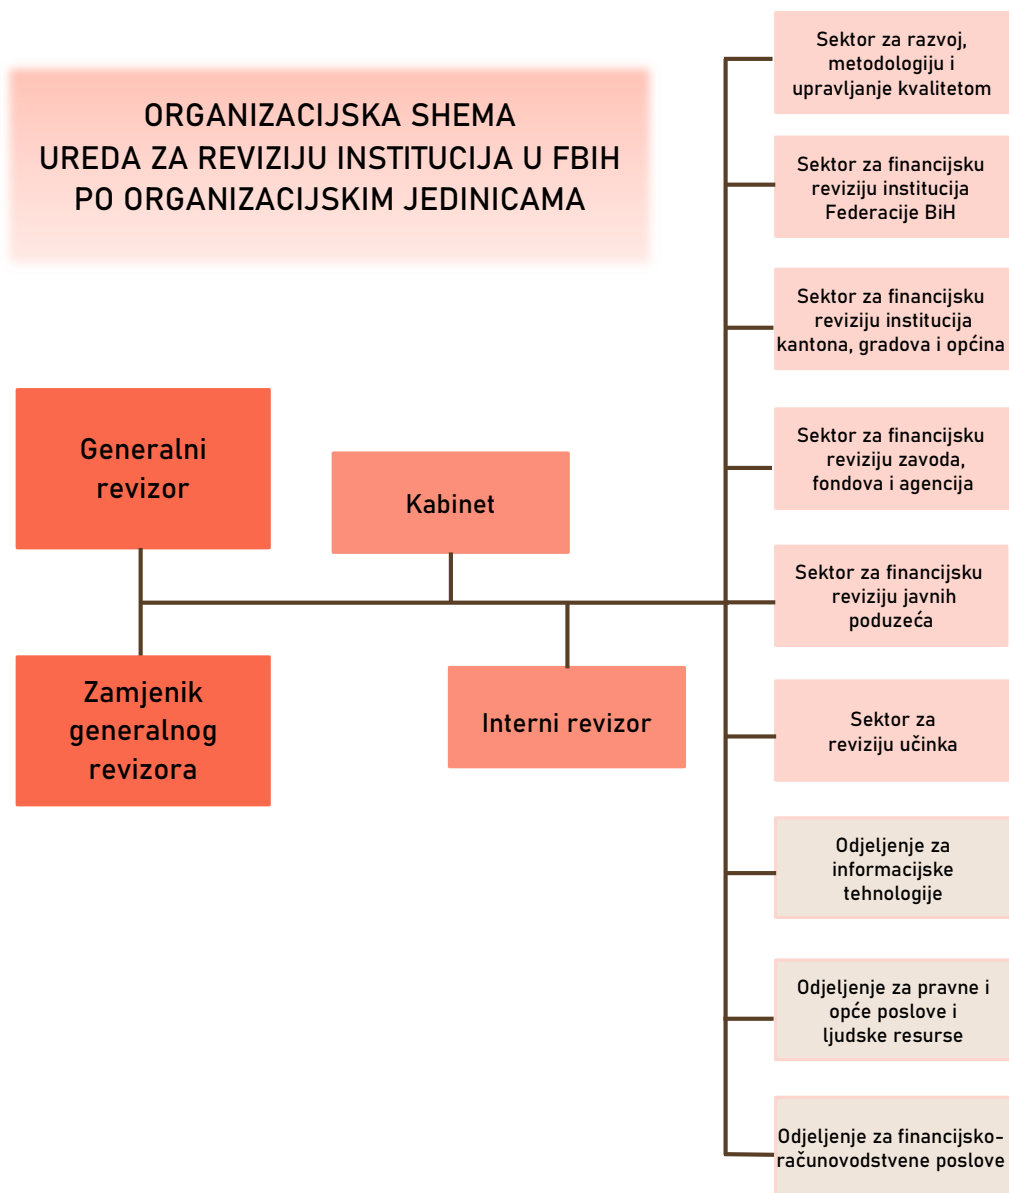 ORGANIZACIJSKA SHEMA
UREDA ZA REVIZIJU INSTITUCIJA U FBIH
PO ORGANIZACIJSKIM JEDINICAMA
Generalni
revizor
Zamjenik
generalnog
revizora
Kabinet
Interni revizor
Sektor za razvoj,
metodologiju i
upravljanje kvalitetom
Sektor za financijsku
reviziju institucija
Federacije BiH
Sektor za financijsku
reviziju institucija
kantona, gradova i općina
Sektor za financijsku
reviziju zavoda,
fondova i agencija
Sektor za financijsku
reviziju javnih
poduzeća
Sektor za
reviziju učinka
Odjeljenje za
informacijske
tehnologije
Odjeljenje za pravne i
opće poslove i
ljudske resurse
Odjeljenje za financijsko-
računovodstvene poslove